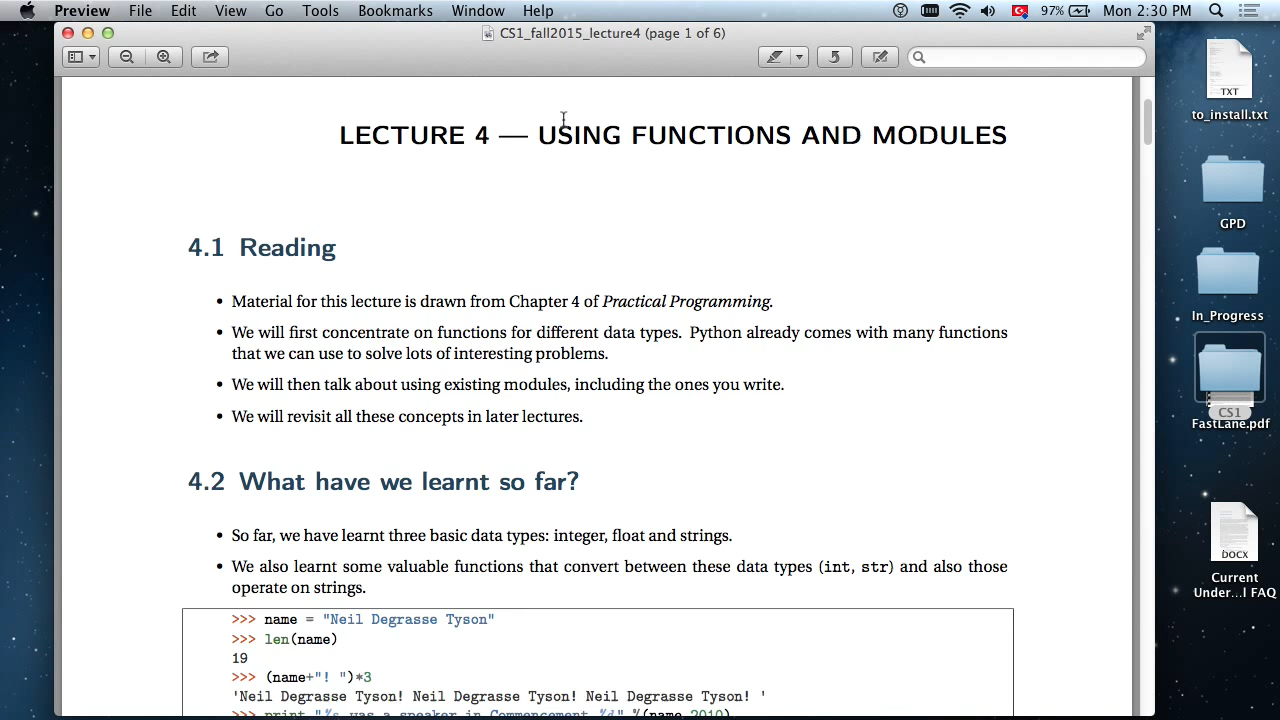 Preview File Edit View Go Tools Bookmarks Window Help 97% Mon 2:30 PM
CS1_fall2015_lecture4 (page 1 of 6)
LECTURE 4 — USING FUNCTIONS AND MODULES
4.1 Reading
• Material for this lecture is drawn from Chapter 4 of Practical Programming.
• We will first concentrate on functions for different data types. Python already comes with many functions
that we can use to solve lots of interesting problems.
• We will then talk about using existing modules, including the ones you write.
• We will revisit all these concepts in later lectures.
4.2 What have we learnt so far?
• So far, we have learnt three basic data types: integer, float and strings.
• We also learnt some valuable functions that convert between these data types (int, str) and also those
operate on strings.
>>> name = "Neil Degrasse Tyson"
>>> len(name)
19
>>> (name+"! ")*3
'Neil Degrasse Tyson! Neil Degrasse Tyson! Neil Degrasse Tyson! '
>>> print "%s was a speaker in Commencement %d" %(name,2010)
TXT
to_install.txt
GPD
In_Progress
CS1
FastLane.pdf
DOCX
Current
Under...l FAQ